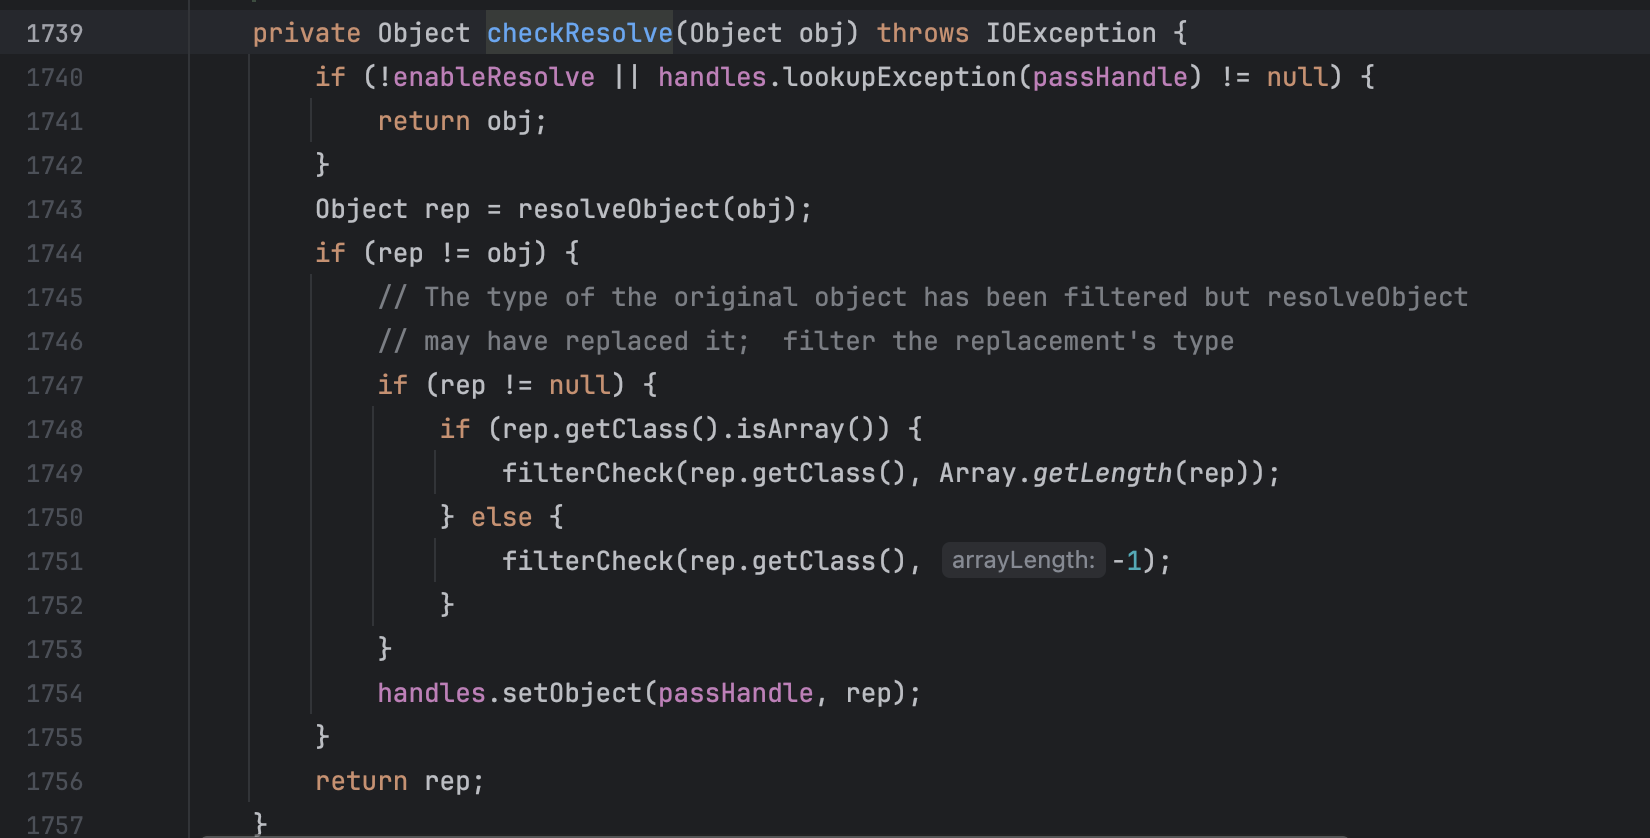 1739 private Object checkResolve(Object obj) throws IOException {
1740 if (!enableResolve || handles.lookupException(passHandle) != null) {
1741 return obj;
1742 }
1743 Object rep = resolveObject(obj);
1744 if (rep != obj) {
1745 // The type of the original object has been filtered but resolveObject
1746 // may have replaced it;  filter the replacement's type
1747 if (rep != null) {
1748 if (rep.getClass().isArray()) {
1749 filterCheck(rep.getClass(), Array.getLength(rep));
1750 } else {
1751 filterCheck(rep.getClass(), arrayLength: -1);
1752 }
1753 }
1754 handles.setObject(passHandle, rep);
1755 }
1756 return rep;
1757 }